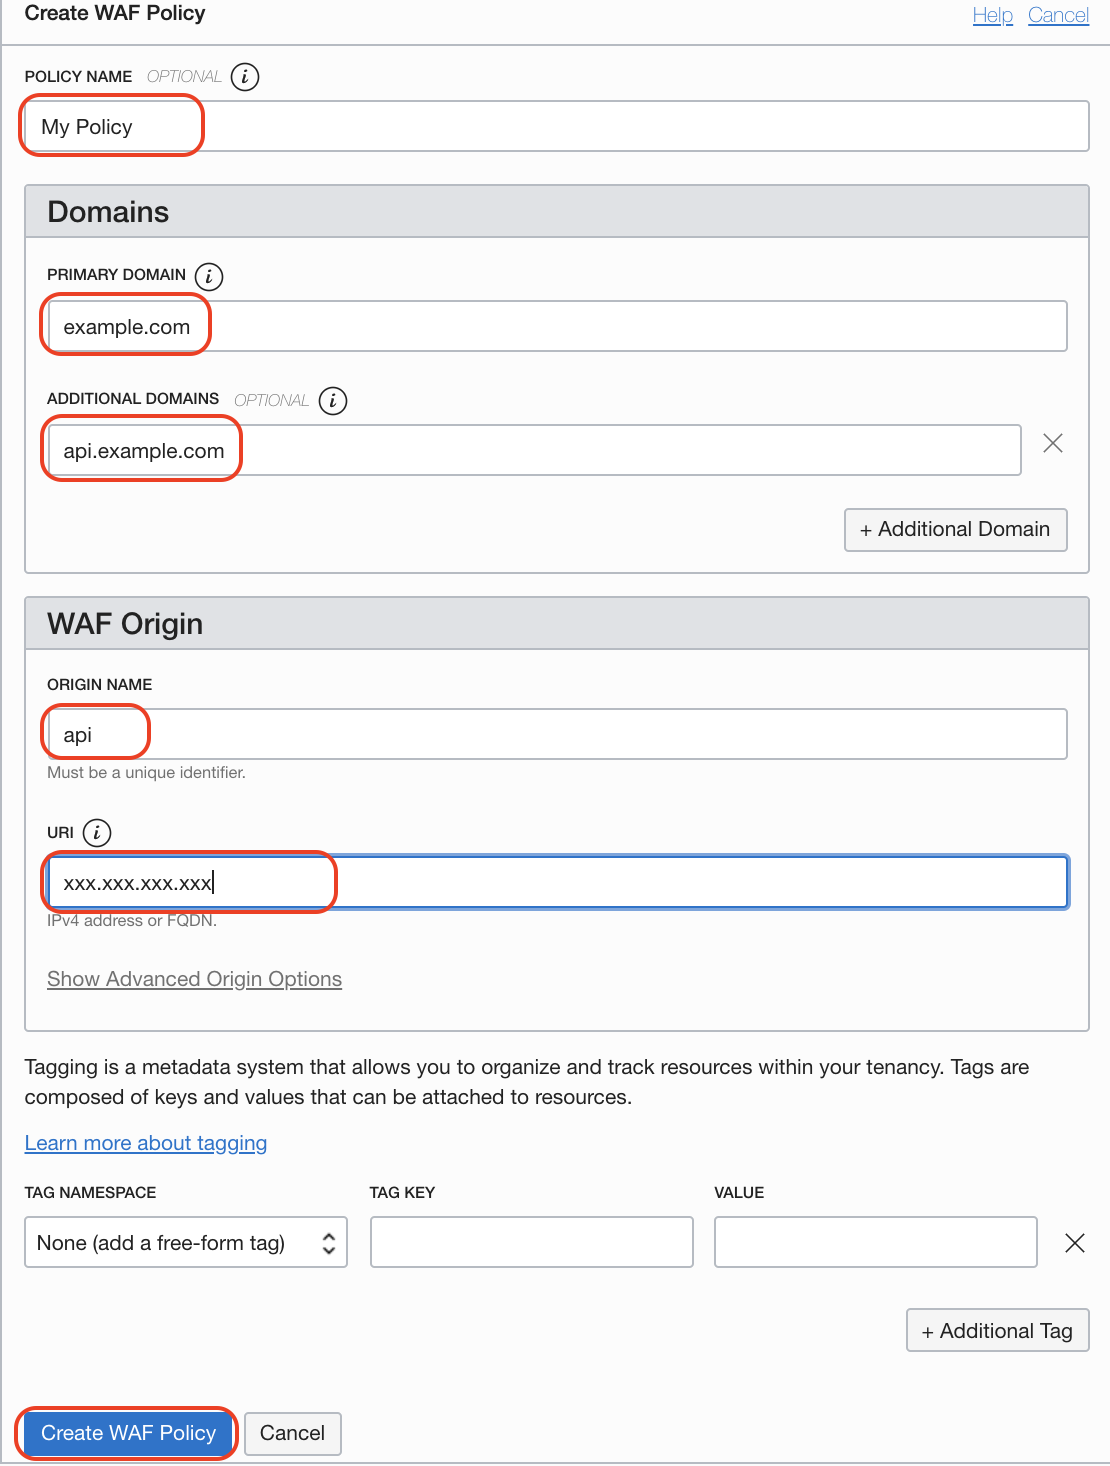 Create WAF Policy Help Cancel
POLICY NAME OPTIONAL i
My Policy
Domains
PRIMARY DOMAIN i
example.com
ADDITIONAL DOMAINS OPTIONAL i
api.example.com
+ Additional Domain
WAF Origin
ORIGIN NAME
api
Must be a unique identifier.
URI i
xxx.xxx.xxx.xxx
IPv4 address or FQDN.
Show Advanced Origin Options
Tagging is a metadata system that allows you to organize and track resources within your tenancy. Tags are
composed of keys and values that can be attached to resources.
Learn more about tagging
TAG NAMESPACE TAG KEY VALUE
None (add a free-form tag)
+ Additional Tag
Create WAF Policy Cancel